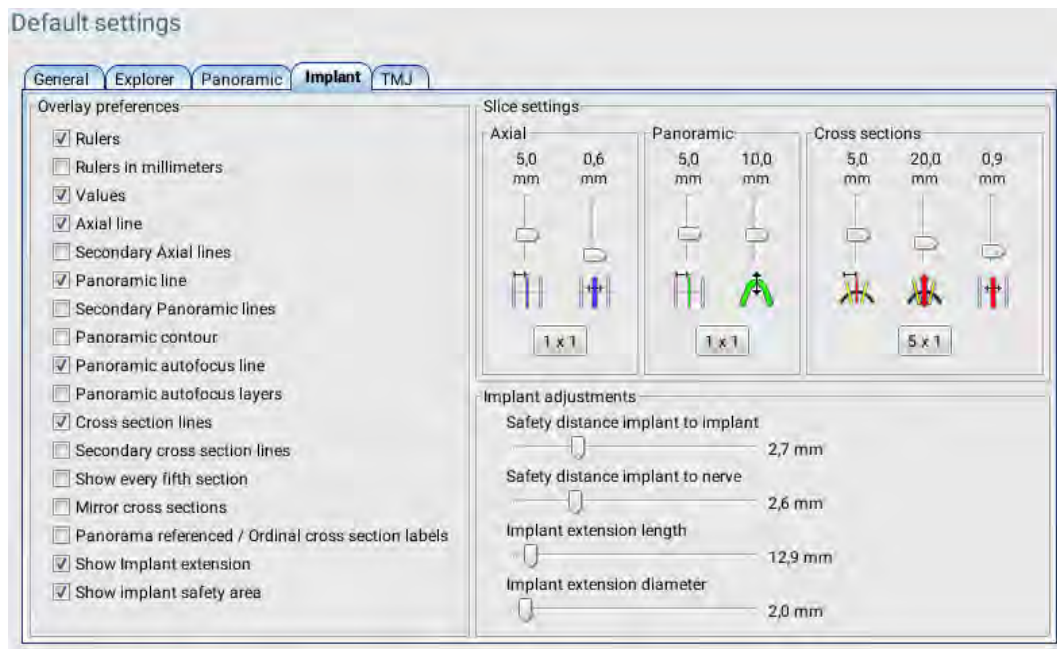 Default settings
General Explorer Panoramic Implant TMJ
Overlay preferences
Rulers
Rulers in millimeters
Values
Axial line
Secondary Axial lines
Panoramic line
Secondary Panoramic lines
Panoramic contour
Panoramic autofocus line
Panoramic autofocus layers
Cross section lines
Secondary cross section lines
Show every fifth section
Mirror cross sections
Panorama referenced / Ordinal cross section labels
Show Implant extension
Show implant safety area
Slice settings
Axial
5,0 0,6
mm mm
1 x 1
Panoramic
5,0 10,0
mm mm
1 x 1
Cross sections
5,0 20,0 0,9
mm mm mm
5 x 1
Implant adjustments
Safety distance implant to implant
2,7 mm
Safety distance implant to nerve
2,6 mm
Implant extension length
12,9 mm
Implant extension diameter
2,0 mm